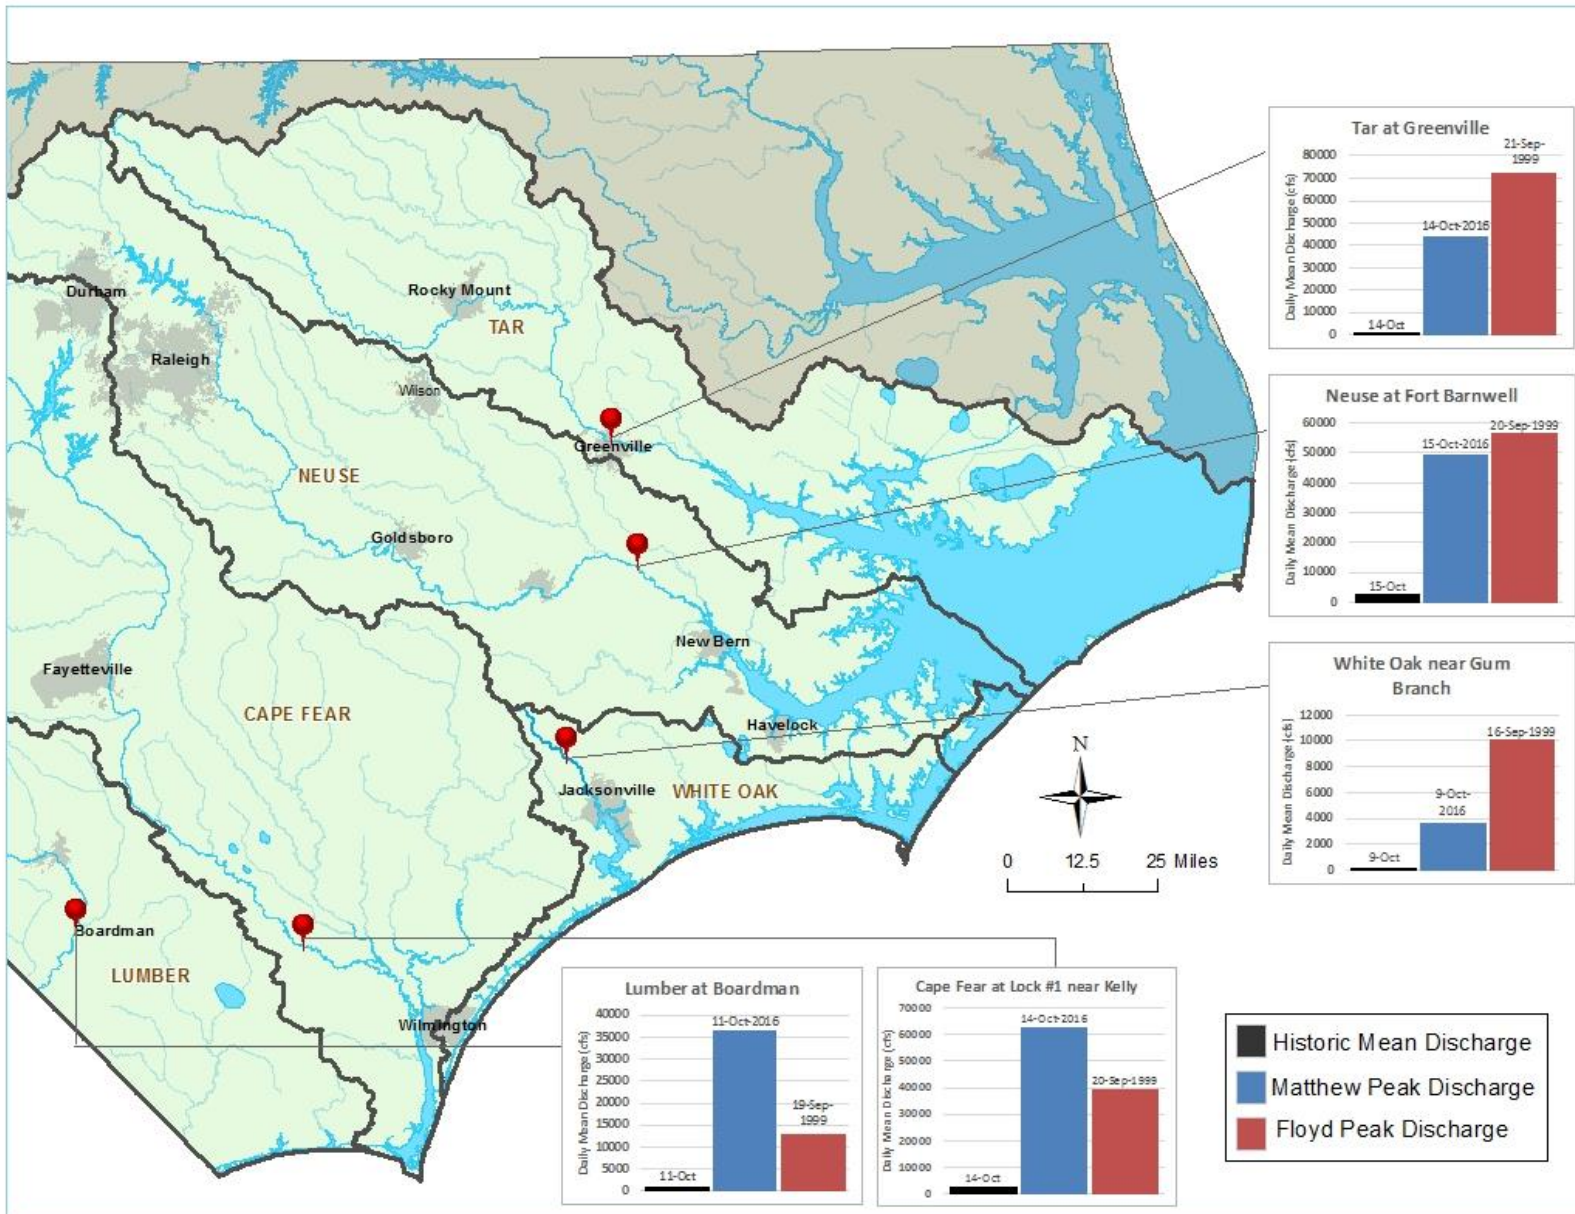 Durham
Raleigh
Rocky Mount
TAR
Wilson
Greenville
NEUSE
Goldsboro
New Bern
Fayetteville
CAPE FEAR
Havelock
Jacksonville
WHITE OAK
Boardman
LUMBER
Wilmington
N
0 12.5 25 Miles
Tar at Greenville
Daily Mean Discharge (cfs)
80000
70000
60000
50000
40000
30000
20000
10000
0
14-Oct
14-Oct-2016
21-Sep-
1999
Neuse at Fort Barnwell
Daily Mean Discharge (cfs)
60000
50000
40000
30000
20000
10000
0
15-Oct
15-Oct-2016
20-Sep-1999
White Oak near Gum
Branch
Daily Mean Discharge (cfs)
12000
10000
8000
6000
4000
2000
0
9-Oct
9-Oct-
2016
16-Sep-1999
Lumber at Boardman
Daily Mean Discharge (cfs)
40000
35000
30000
25000
20000
15000
10000
5000
0
11-Oct
11-Oct-2016
19-Sep-
1999
Cape Fear at Lock #1 near Kelly
Daily Mean Discharge (cfs)
70000
60000
50000
40000
30000
20000
10000
0
14-Oct
14-Oct-2016
20-Sep-1999
Historic Mean Discharge
Matthew Peak Discharge
Floyd Peak Discharge